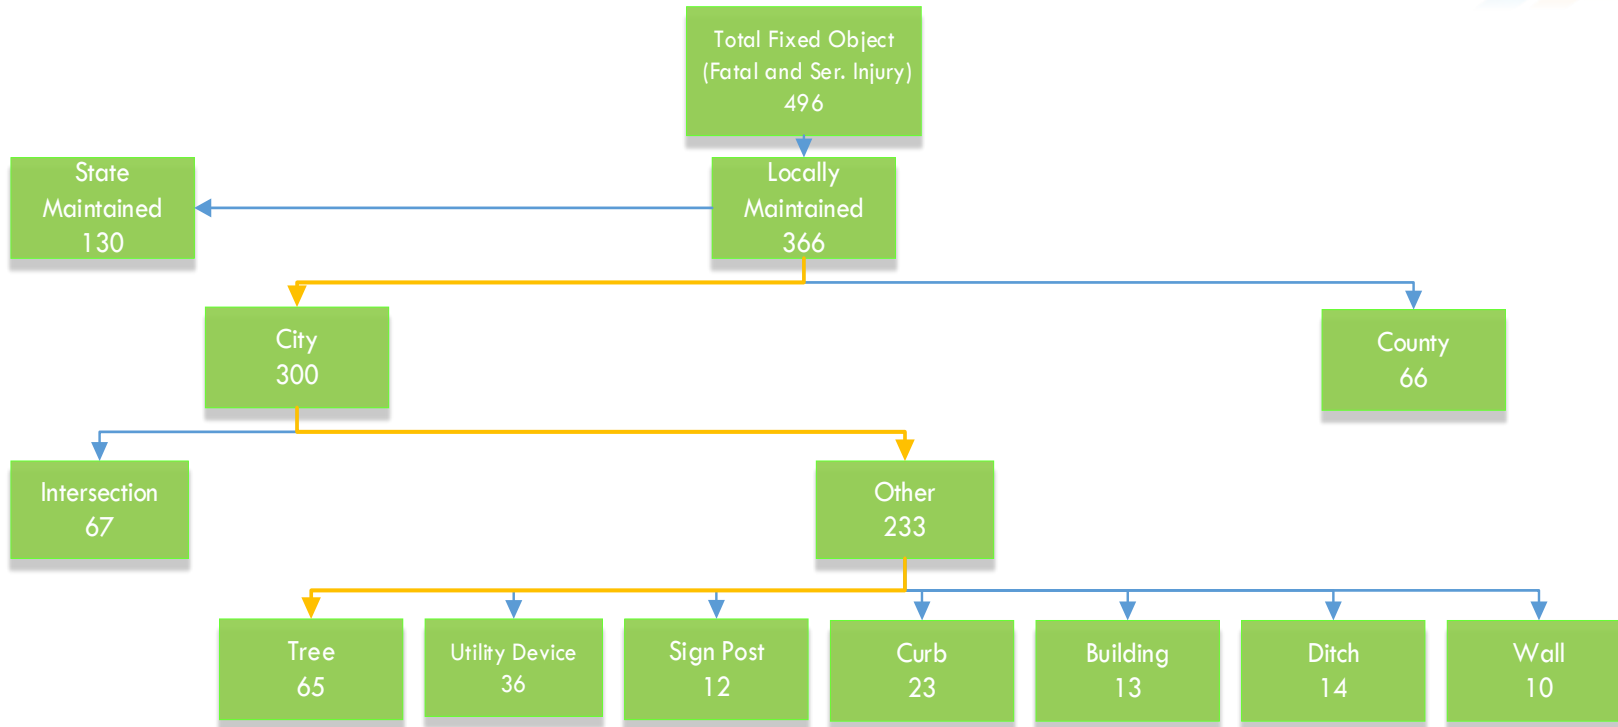 Total Fixed Object
(Fatal and Ser. Injury)
496
State
Maintained
130
Locally
Maintained
366
City
300
County
66
Intersection
67
Other
233
Tree
65
Utility Device
36
Sign Post
12
Curb
23
Building
13
Ditch
14
Wall
10